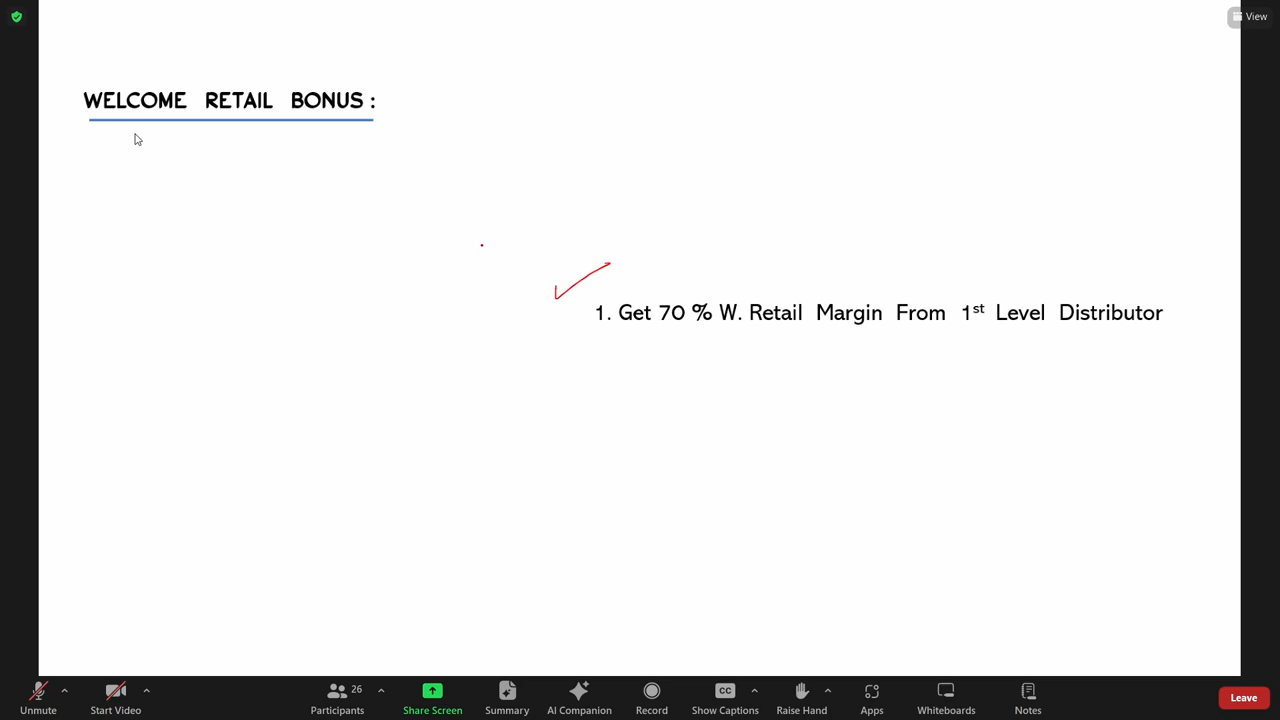 View
WELCOME RETAIL BONUS :
1. Get 70 % W. Retail Margin From 1st Level Distributor
Unmute
Start Video
26
Participants
Share Screen
Summary
AI Companion
Record
CC
Show Captions
Raise Hand
Apps
Whiteboards
Notes
Leave